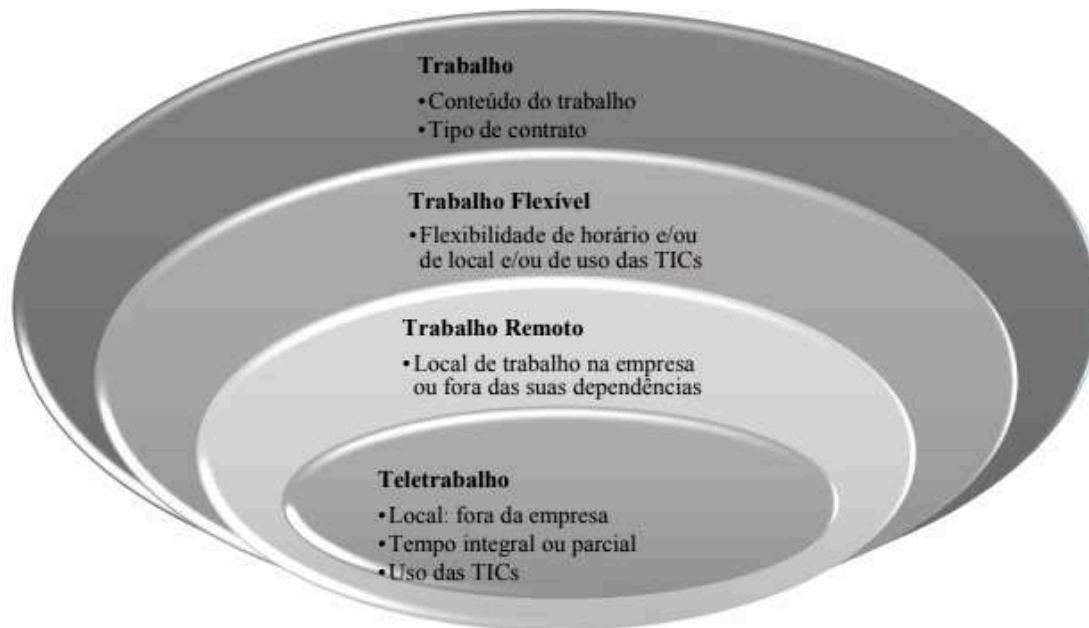 Trabalho
•Conteúdo do trabalho
•Tipo de contrato
Trabalho Flexível
•Flexibilidade de horário e/ou
de local e/ou de uso das TICs
Trabalho Remoto
•Local de trabalho na empresa
ou fora das suas dependências
Teletrabalho
•Local: fora da empresa
•Tempo integral ou parcial
•Uso das TICs